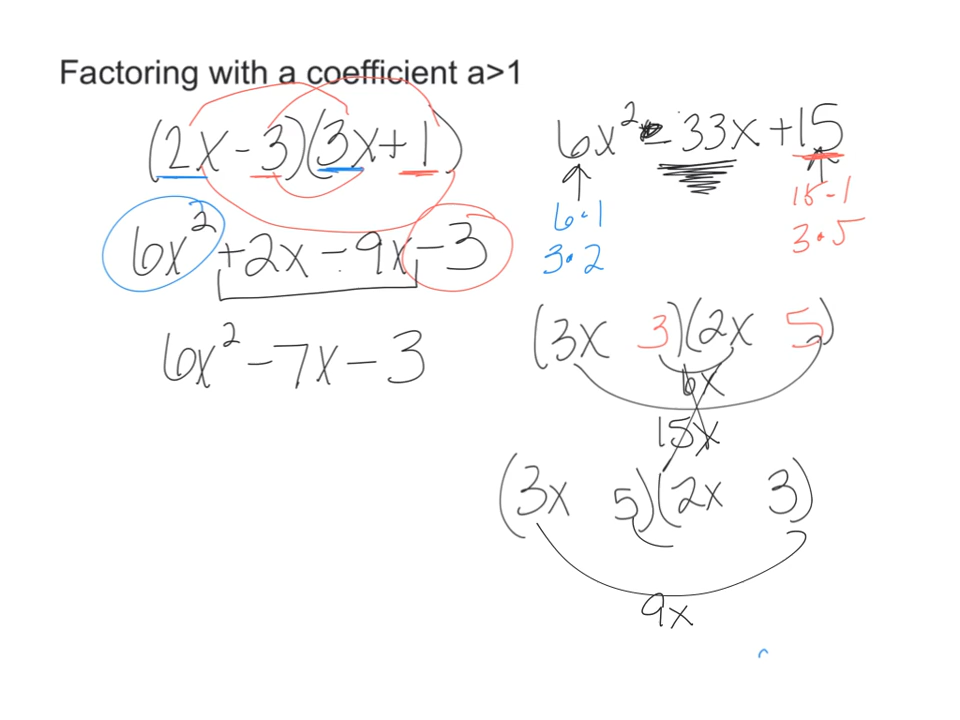 Factoring with a coefficient a>1
(2x - 3)(3x + 1)
6x² + 2x - 9x - 3
6x² - 7x - 3
6x² - 33x + 15
6·1
3·2
15-1
3·5
(3x 3)(2x 5)
6x
15x
(3x 5)(2x 3)
9x